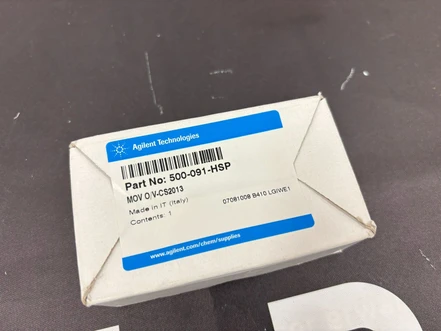 Agilent Technologies
Part No: 500-091-HSP
MOV O/V-CS2013
Made in IT (Italy)
Contents: 1
07081008 B410 LGIWE1
www.agilent.com/chem/supplies